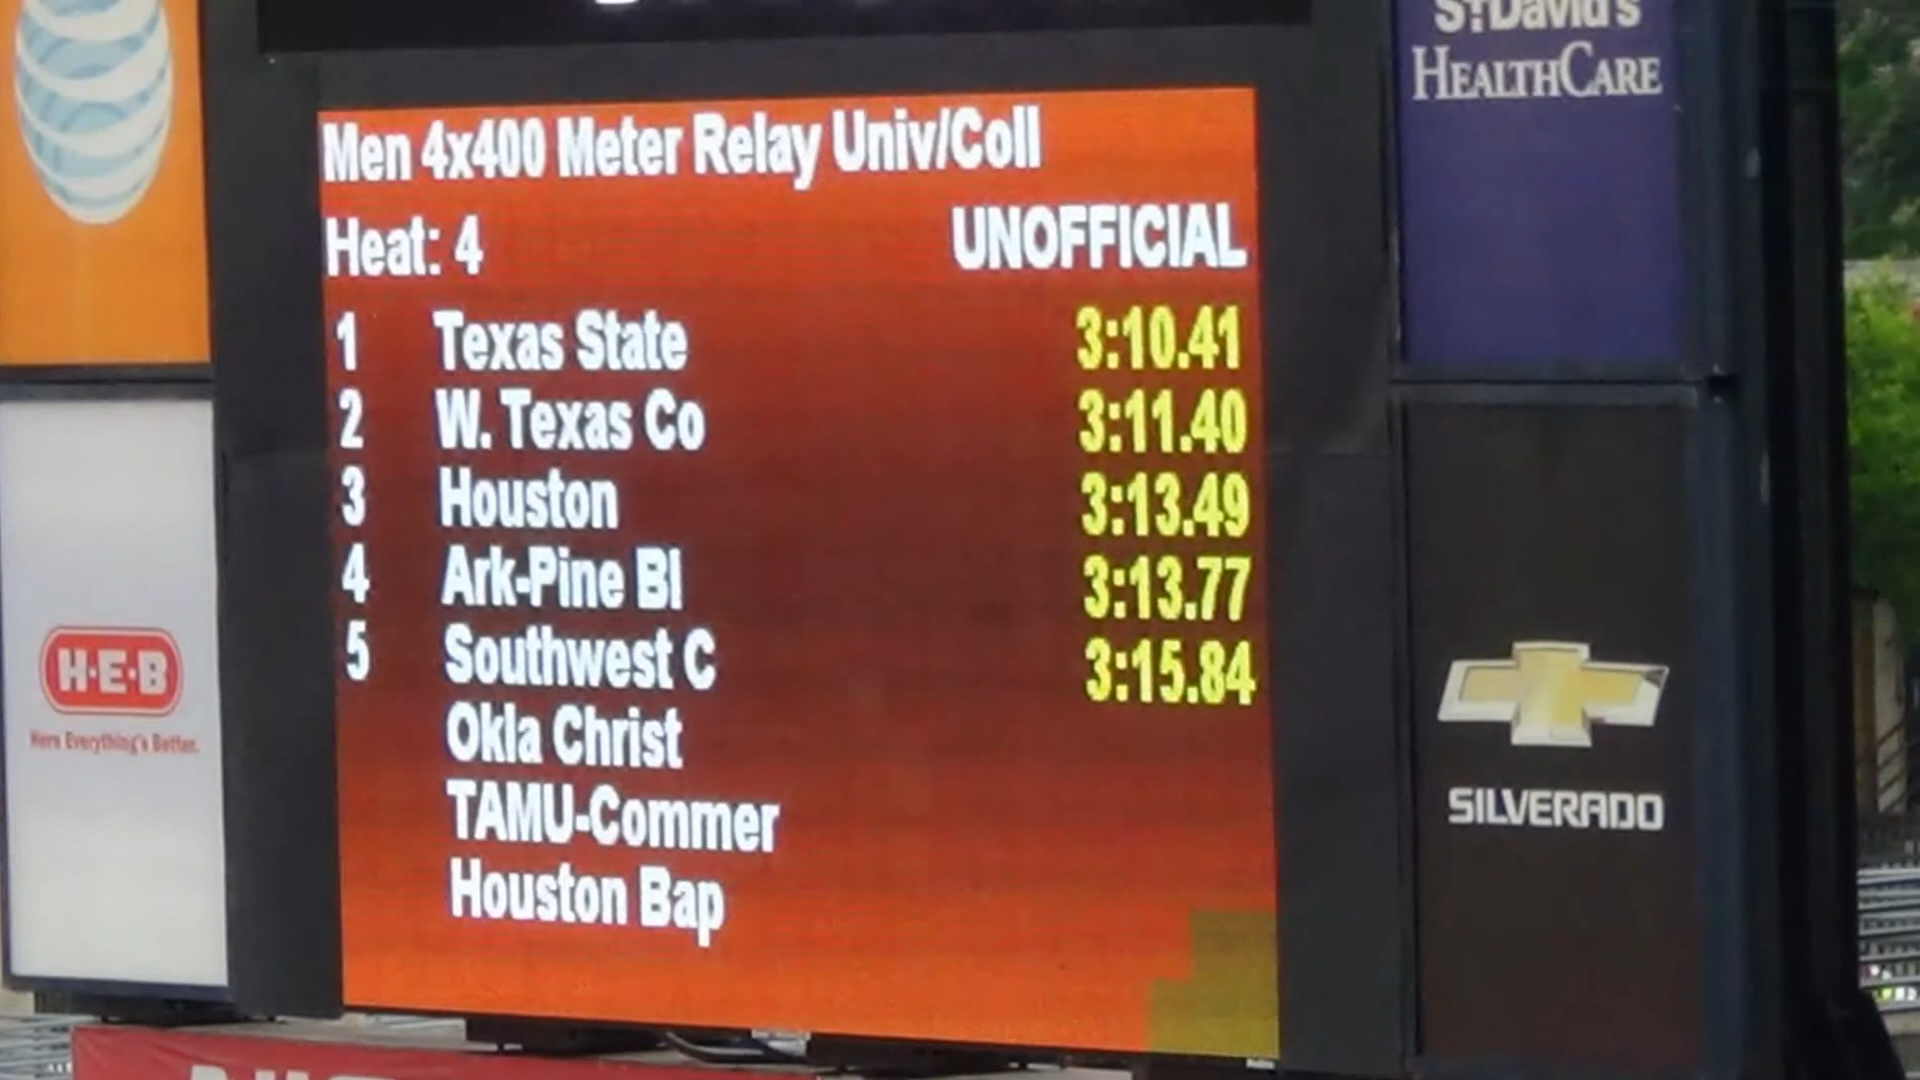 St David's
HEALTHCARE
Men 4x400 Meter Relay Univ/Coll
Heat: 4 UNOFFICIAL
1 Texas State 3:10.41
2 W. Texas Co 3:11.40
3 Houston 3:13.49
4 Ark-Pine Bl 3:13.77
5 Southwest C 3:15.84
Okla Christ
TAMU-Commer
Houston Bap
H·E·B
Here Everything's Better.
SILVERADO